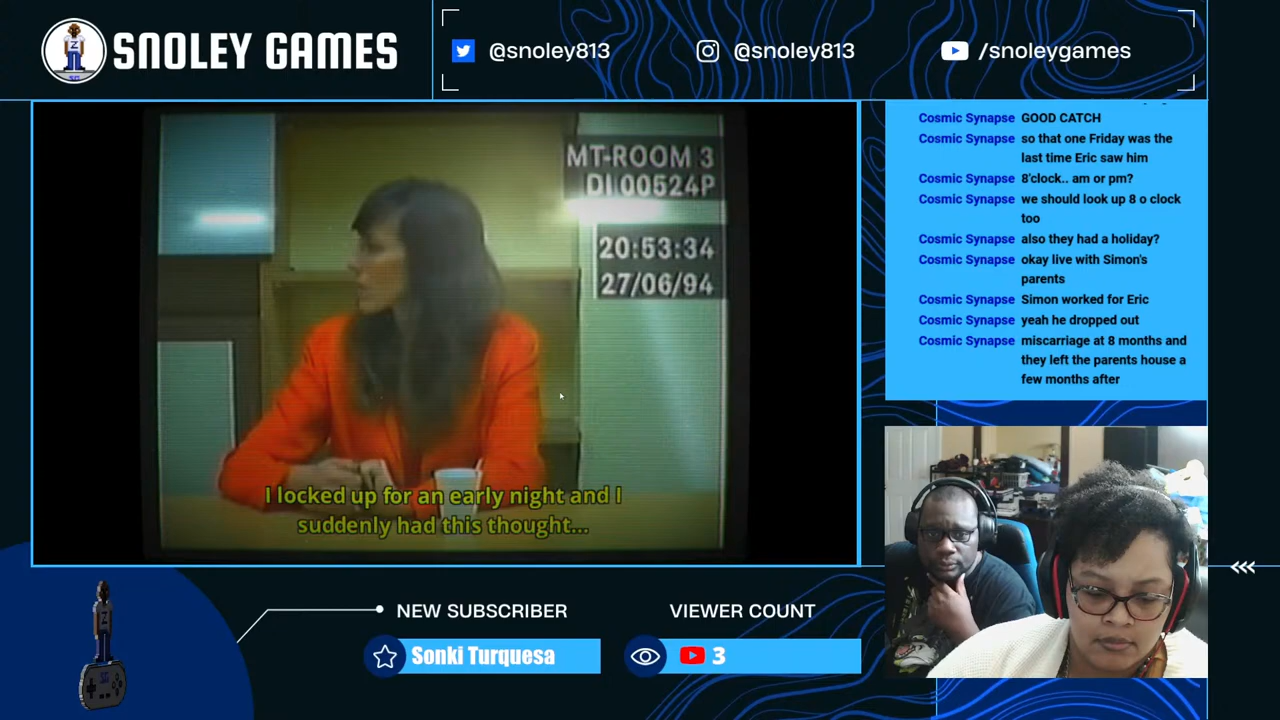 SNOLEY GAMES
@snoley813
@snoley813
/snoleygames
MT-ROOM 3
DI 00524P
20:53:34
27/06/94
I locked up for an early night and I
suddenly had this thought...
Cosmic Synapse GOOD CATCH
Cosmic Synapse so that one Friday was the
last time Eric saw him
Cosmic Synapse 8'clock.. am or pm?
Cosmic Synapse we should look up 8 o clock
too
Cosmic Synapse also they had a holiday?
Cosmic Synapse okay live with Simon's
parents
Cosmic Synapse Simon worked for Eric
Cosmic Synapse yeah he dropped out
Cosmic Synapse miscarriage at 8 months and
they left the parents house a
few months after
NEW SUBSCRIBER
Sonki Turquesa
VIEWER COUNT
3